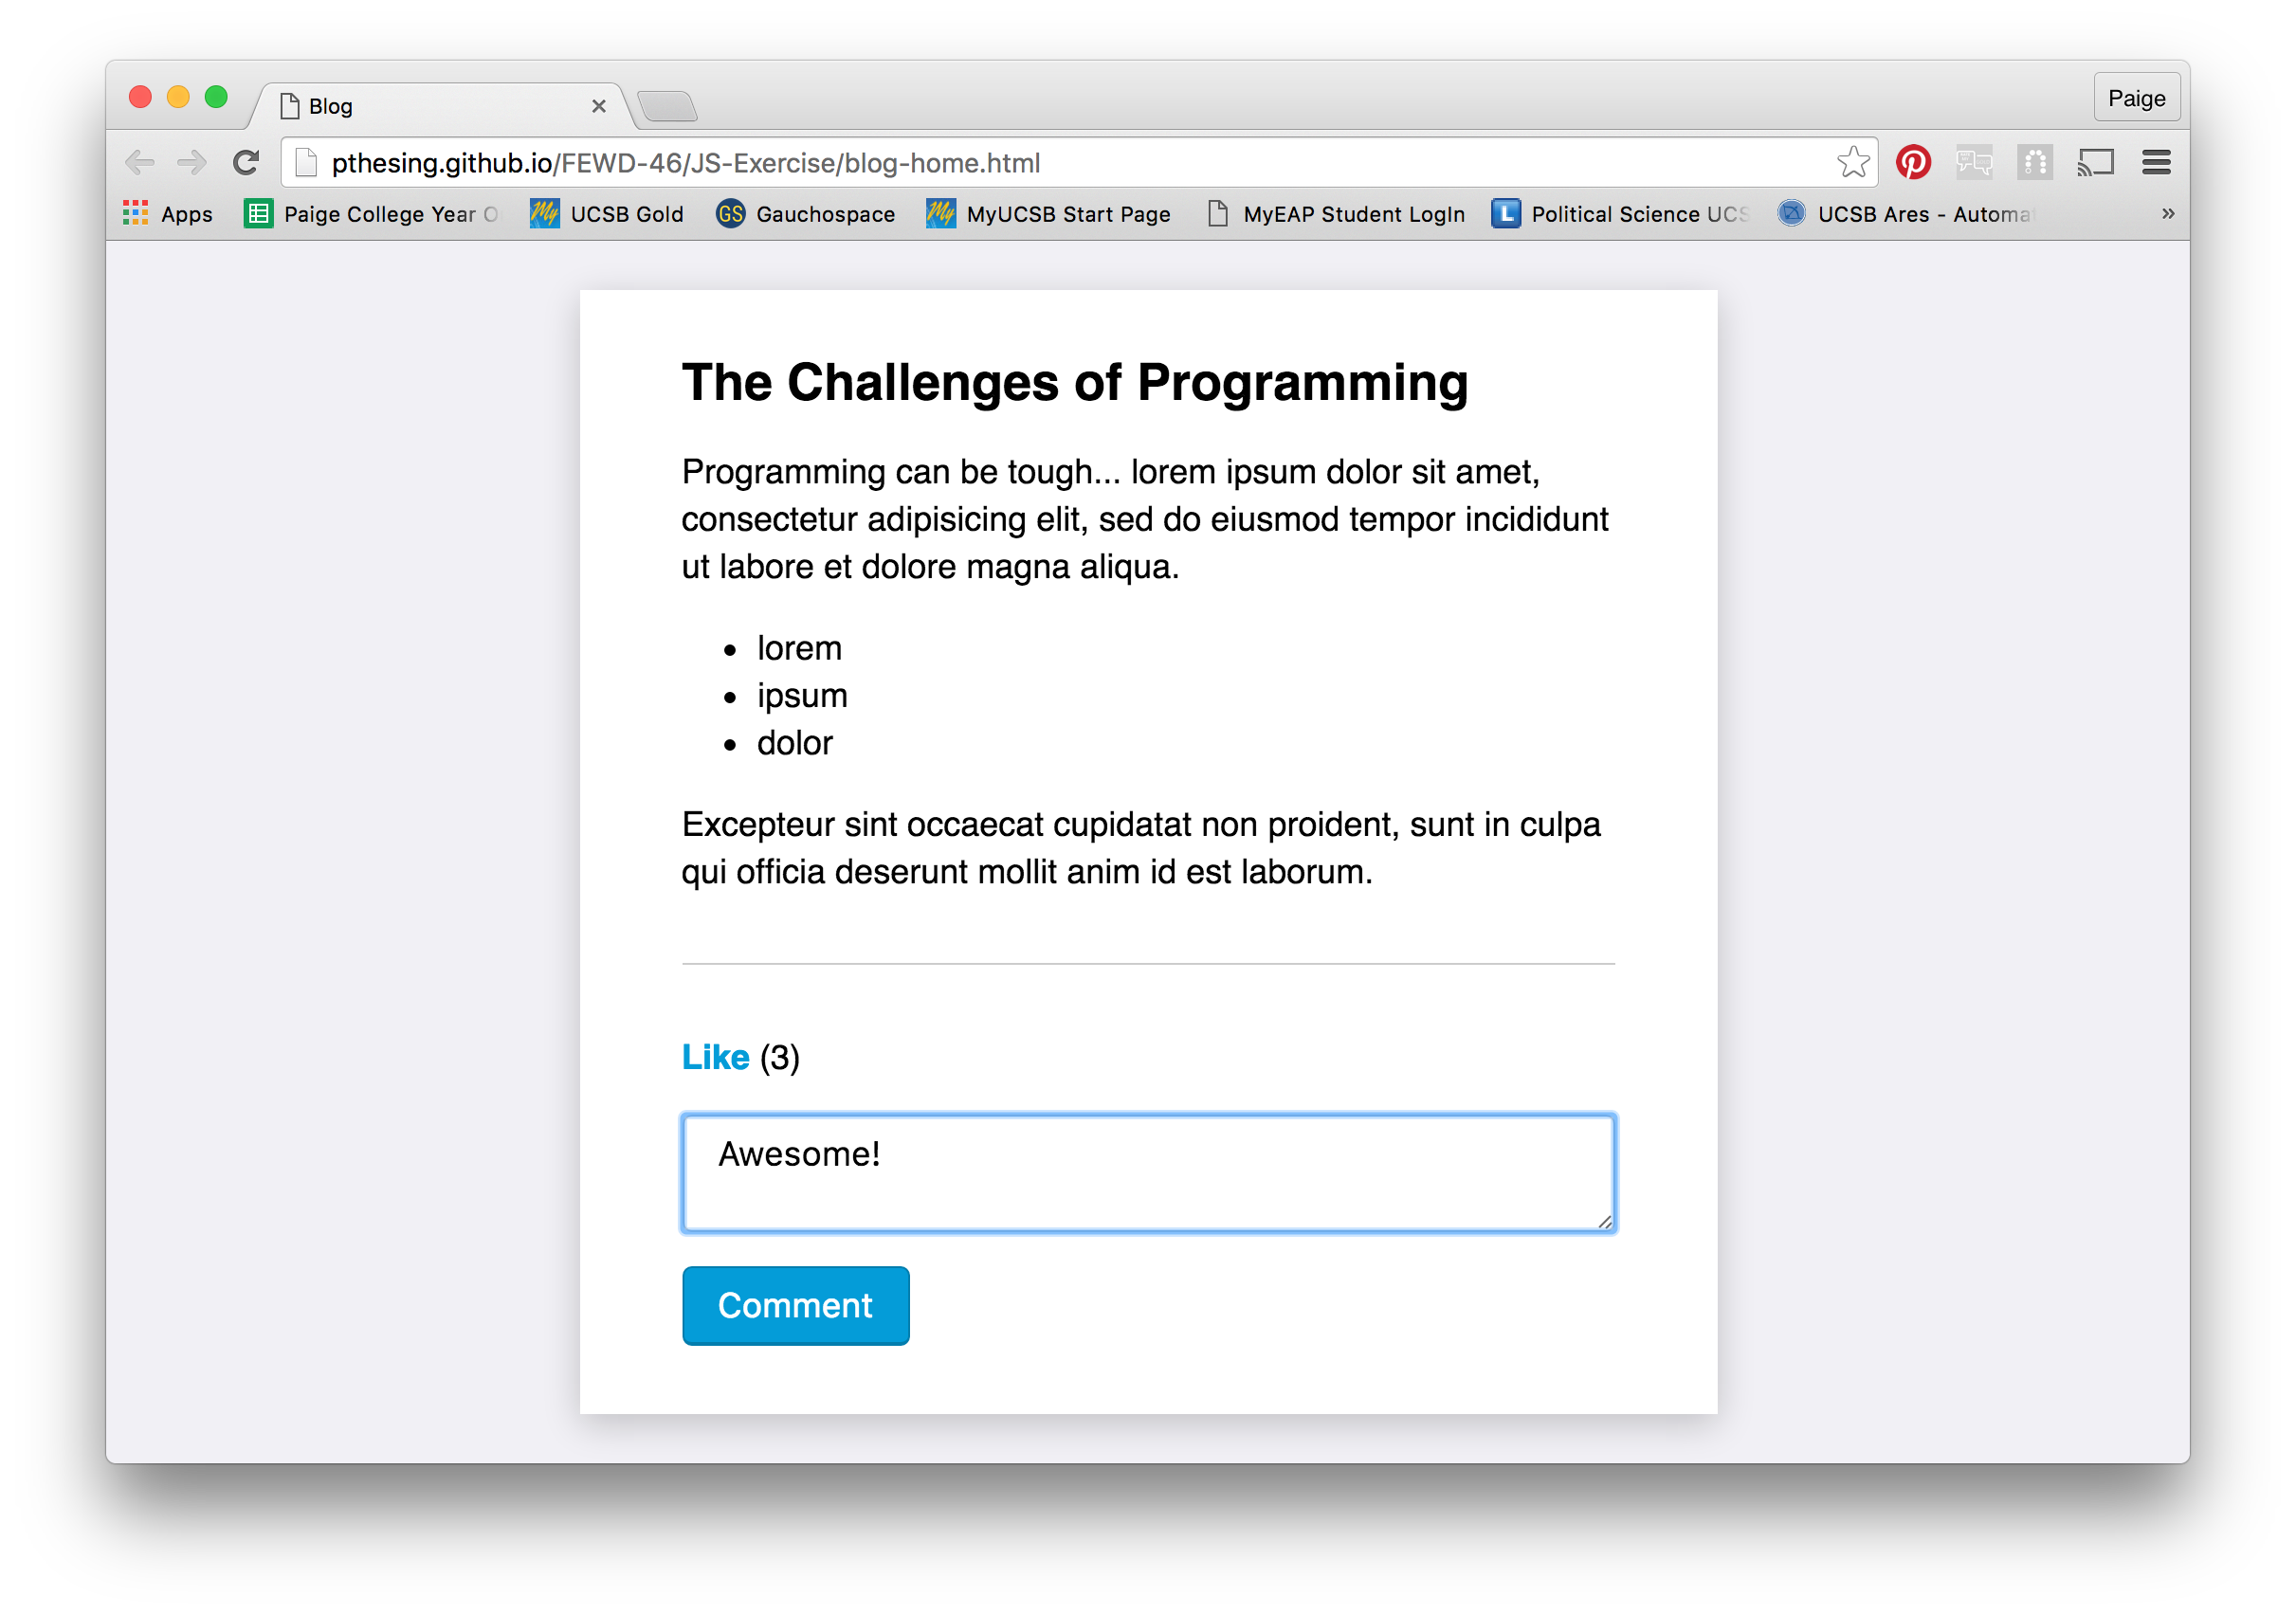 Blog
Paige
pthesing.github.io/FEWD-46/JS-Exercise/blog-home.html
Apps Paige College Year O My UCSB Gold GS Gauchospace My MyUCSB Start Page MyEAP Student LogIn L Political Science UCS UCSB Ares - Automa »
The Challenges of Programming
Programming can be tough... lorem ipsum dolor sit amet,
consectetur adipisicing elit, sed do eiusmod tempor incididunt
ut labore et dolore magna aliqua.
• lorem
• ipsum
• dolor
Excepteur sint occaecat cupidatat non proident, sunt in culpa
qui officia deserunt mollit anim id est laborum.
Like (3)
Awesome!
Comment